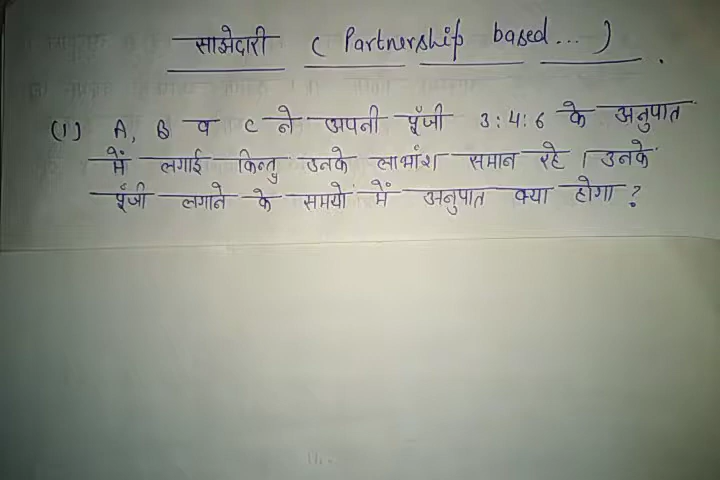 साझेदारी ( Partnership based... )
(1) A, B व C ने अपनी पूँजी 3:4:6 के अनुपात
में लगाई किन्तु उनके लाभाँश समान रहे । उनके
पूँजी लगाने के समयों में अनुपात क्या होगा ?